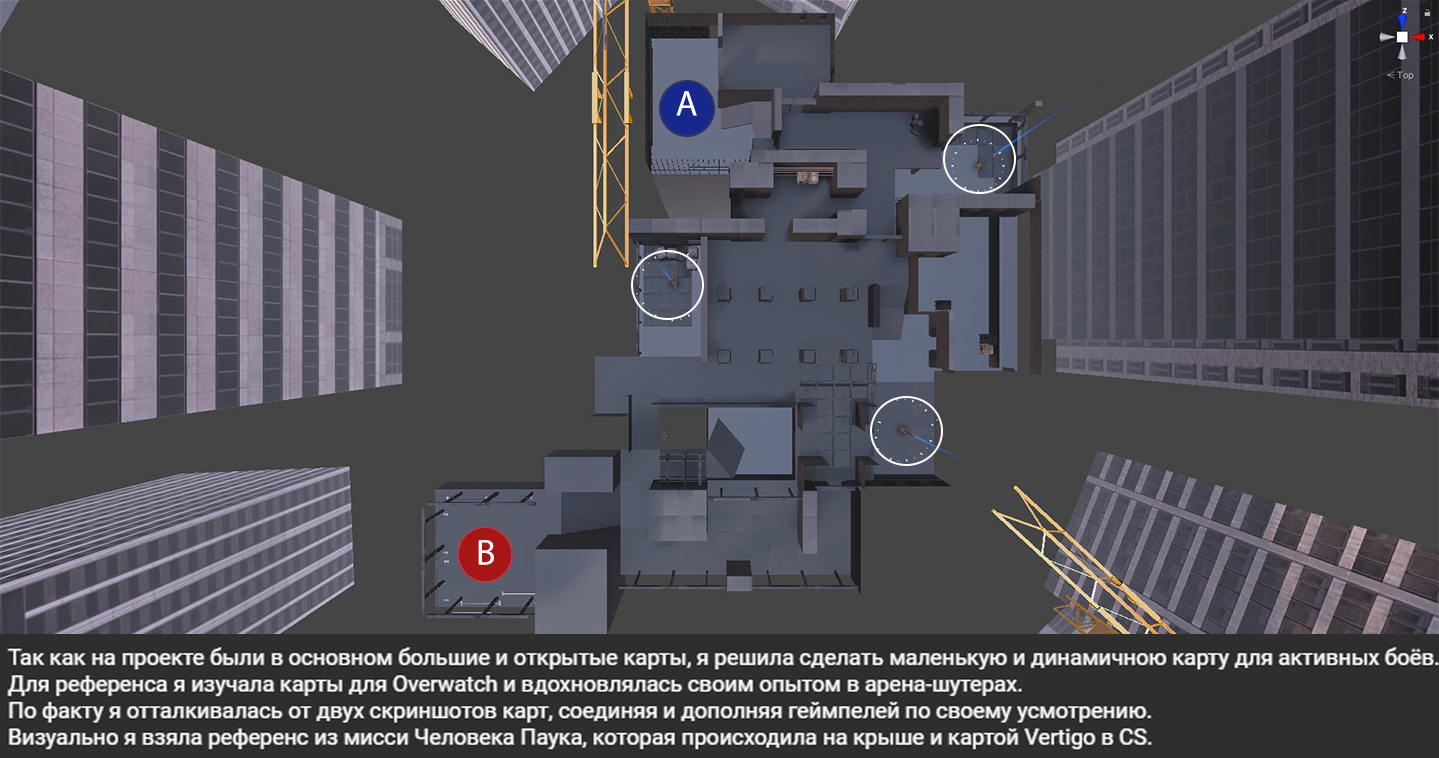 z
x
<Top
A
B
Так как на проекте были в основном большие и открытые карты, я решила сделать маленькую и динамичною карту для активных боёв.
Для референса я изучала карты для Overwatch и вдохновлялась своим опытом в арена-шутерах.
По факту я отталкивалась от двух скриншотов карт, соединяя и дополняя геймпелей по своему усмотрению.
Визуально я взяла референс из мисси Человека Паука, которая происходила на крыше и картой Vertigo в CS.